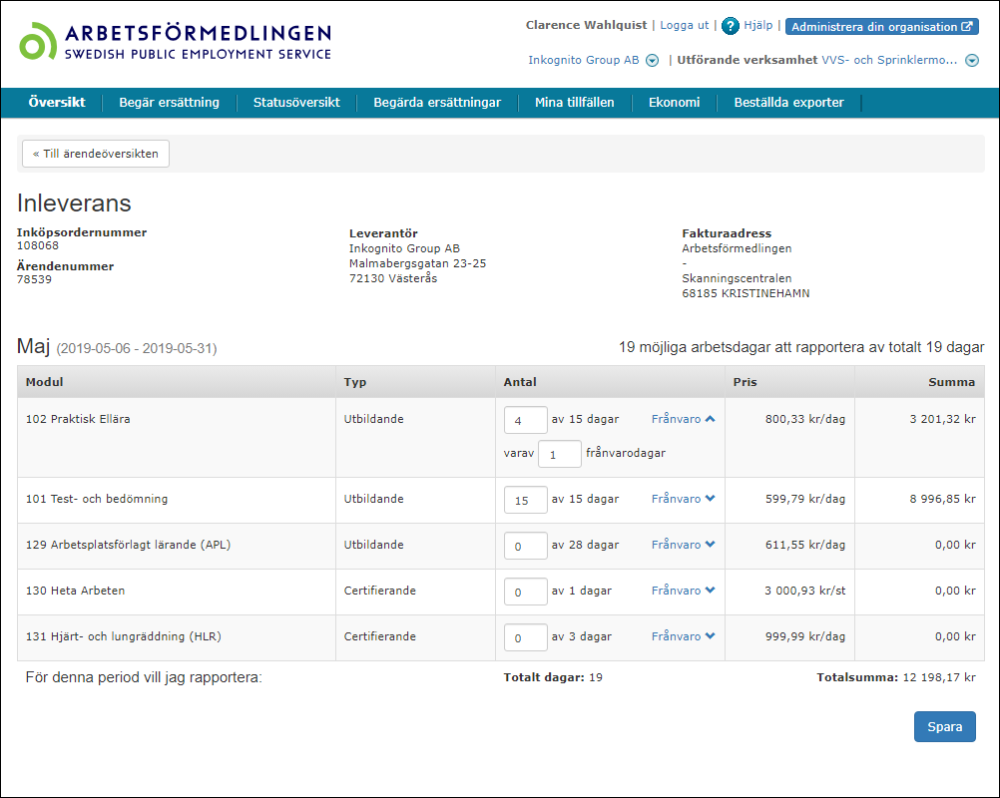 ARBETSFÖRMEDLINGEN
SWEDISH PUBLIC EMPLOYMENT SERVICE
Clarence Wahlquist | Logga ut | ? Hjälp | Administrera din organisation
Inkognito Group AB | Utförande verksamhet VVS- och Sprinklermo...
Översikt Begär ersättning Statusöversikt Begärda ersättningar Mina tillfällen Ekonomi Beställda exporter
« Till ärendeöversikten
Inleverans
Inköpsordernummer
108068
Ärendenummer
78539
Leverantör
Inkognito Group AB
Malmabergsgatan 23-25
72130 Västerås
Fakturaadress
Arbetsförmedlingen
-
Skanningscentralen
68185 KRISTINEHAMN
Maj (2019-05-06 - 2019-05-31) 19 möjliga arbetsdagar att rapportera av totalt 19 dagar
Modul Typ Antal Pris Summa
102 Praktisk Ellära Utbildande 4 av 15 dagar Frånvaro 800,33 kr/dag 3 201,32 kr
varav 1 frånvarodagar
101 Test- och bedömning Utbildande 15 av 15 dagar Frånvaro 599,79 kr/dag 8 996,85 kr
129 Arbetsplatsförlagt lärande (APL) Utbildande 0 av 28 dagar Frånvaro 611,55 kr/dag 0,00 kr
130 Heta Arbeten Certifierande 0 av 1 dagar Frånvaro 3 000,93 kr/st 0,00 kr
131 Hjärt- och lungräddning (HLR) Certifierande 0 av 3 dagar Frånvaro 999,99 kr/dag 0,00 kr
För denna period vill jag rapportera: Totalt dagar: 19 Totalsumma: 12 198,17 kr
Spara